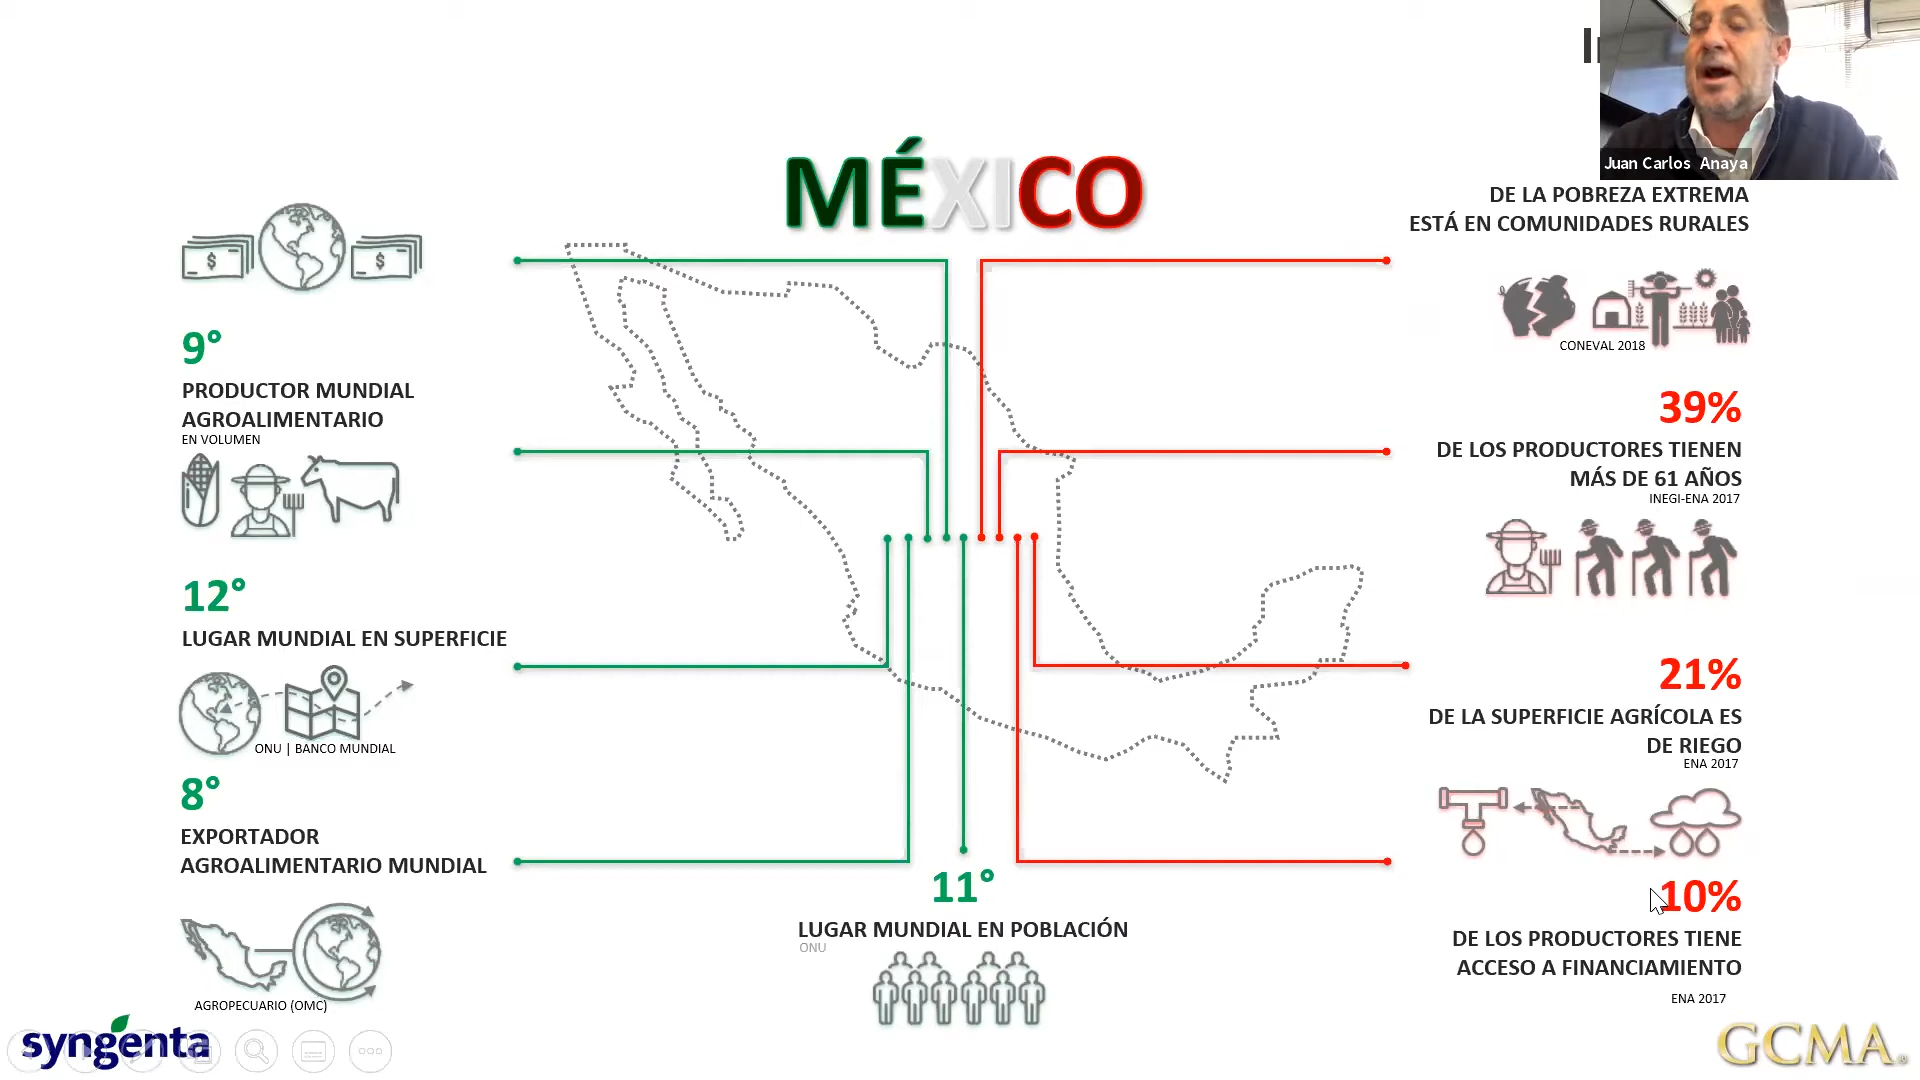 Juan Carlos Anaya
MÉXICO
9°
PRODUCTOR MUNDIAL
AGROALIMENTARIO
EN VOLUMEN
12°
LUGAR MUNDIAL EN SUPERFICIE
ONU | BANCO MUNDIAL
8°
EXPORTADOR
AGROALIMENTARIO MUNDIAL
AGROPECUARIO (OMC)
11°
LUGAR MUNDIAL EN POBLACIÓN
ONU
DE LA POBREZA EXTREMA
ESTÁ EN COMUNIDADES RURALES
CONEVAL 2018
39%
DE LOS PRODUCTORES TIENEN
MÁS DE 61 AÑOS
INEGI-ENA 2017
21%
DE LA SUPERFICIE AGRÍCOLA ES
DE RIEGO
ENA 2017
10%
DE LOS PRODUCTORES TIENE
ACCESO A FINANCIAMIENTO
ENA 2017
syngenta
GCMA